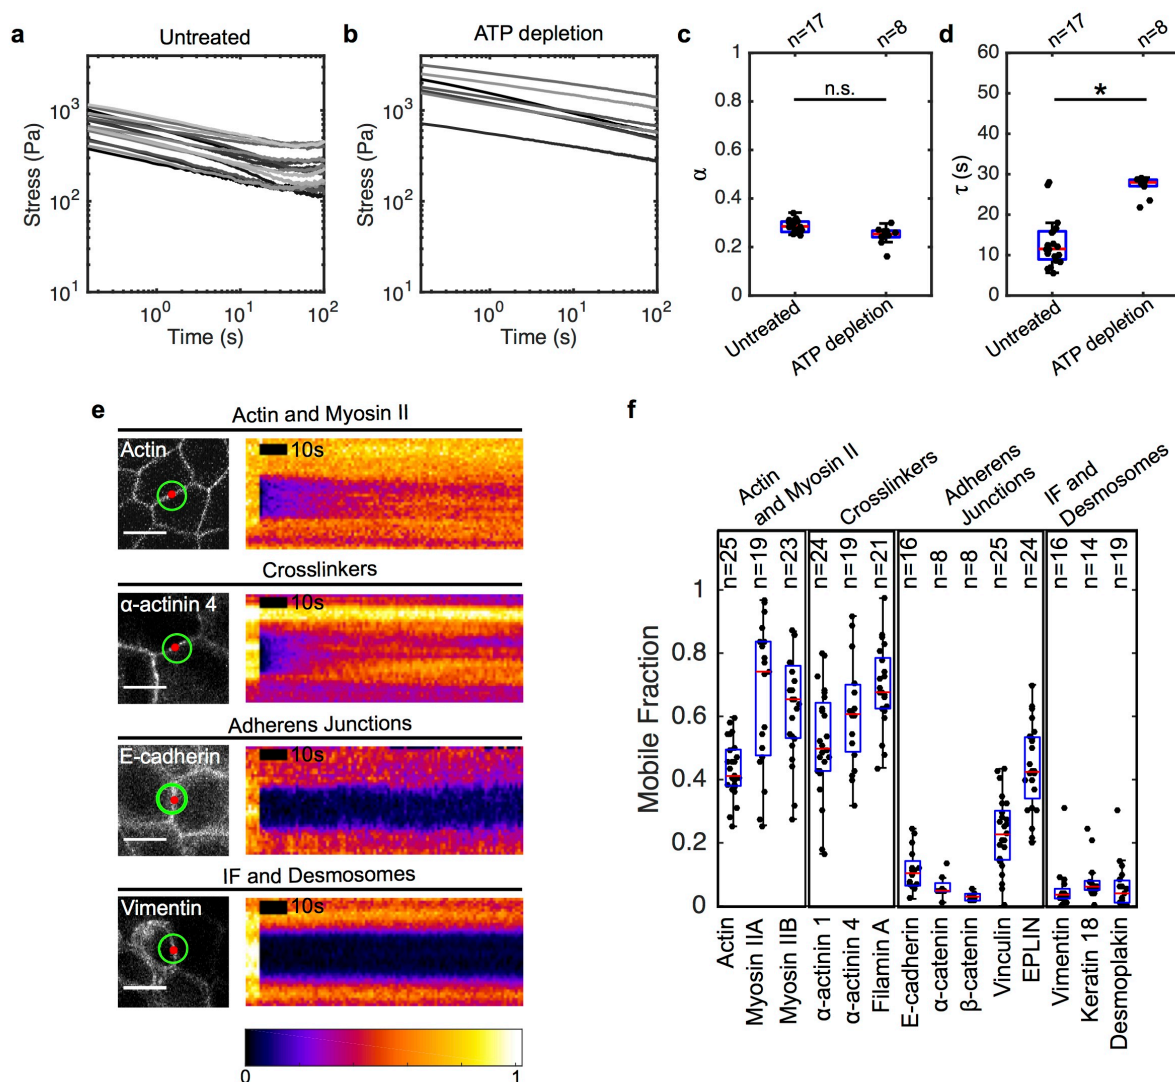 a
Untreated
Stress (Pa)
10³
10²
10¹
10⁰ 10¹ 10²
Time (s)
b
ATP depletion
Stress (Pa)
10³
10²
10¹
10⁰ 10¹ 10²
Time (s)
c
n=17 n=8
n.s.
α
1
0.8
0.6
0.4
0.2
0
Untreated
ATP depletion
d
n=17 n=8
*
τ (s)
60
50
40
30
20
10
0
Untreated
ATP depletion
e
Actin and Myosin II
Actin
10s
Crosslinkers
α-actinin 4
10s
Adherens Junctions
E-cadherin
10s
IF and Desmosomes
Vimentin
10s
0 1
f
Actin
and Myosin II
Crosslinkers
Adherens
Junctions
IF and
Desmosomes
n=25 n=19 n=23 n=24 n=19 n=21 n=16 n=8 n=8 n=25 n=24 n=16 n=14 n=19
Mobile Fraction
1
0.8
0.6
0.4
0.2
0
Actin
Myosin IIA
Myosin IIB
α-actinin 1
α-actinin 4
Filamin A
E-cadherin
α-catenin
β-catenin
Vinculin
EPLIN
Vimentin
Keratin 18
Desmoplakin